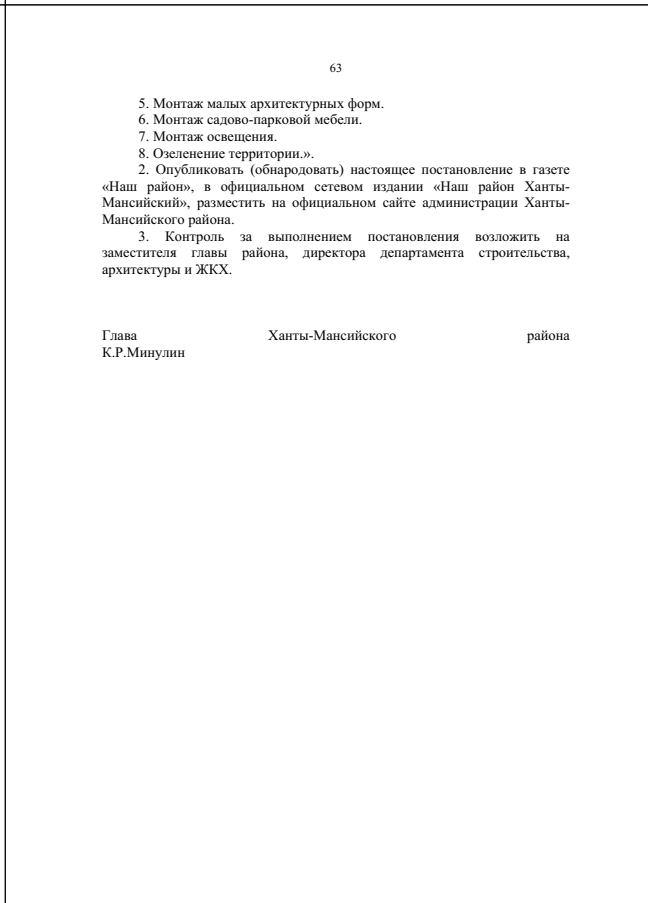 63
5. Монтаж малых архитектурных форм.
6. Монтаж садово-парковой мебели.
7. Монтаж освещения.
8. Озеленение территории.».
2. Опубликовать (обнародовать) настоящее постановление в газете
«Наш район», в официальном сетевом издании «Наш район Ханты-
Мансийский», разместить на официальном сайте администрации Ханты-
Мансийского района.
3. Контроль за выполнением постановления возложить на
заместителя главы района, директора департамента строительства,
архитектуры и ЖКХ.
Глава Ханты-Мансийского района
К.Р.Минулин